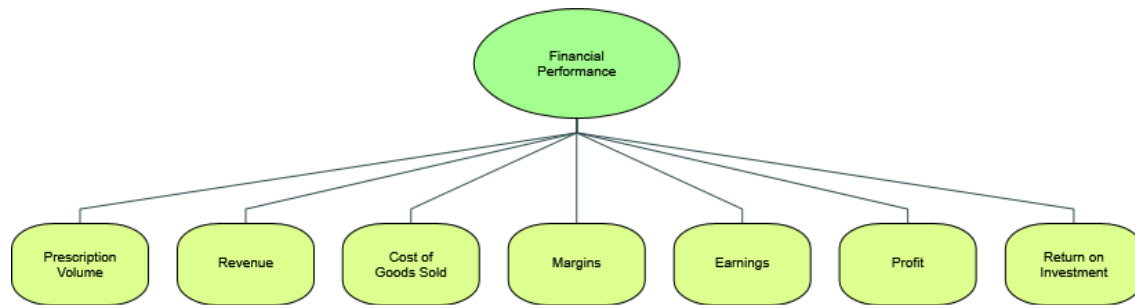 Financial
Performance
Prescription
Volume
Revenue
Cost of
Goods Sold
Margins
Earnings
Profit
Return on
Investment